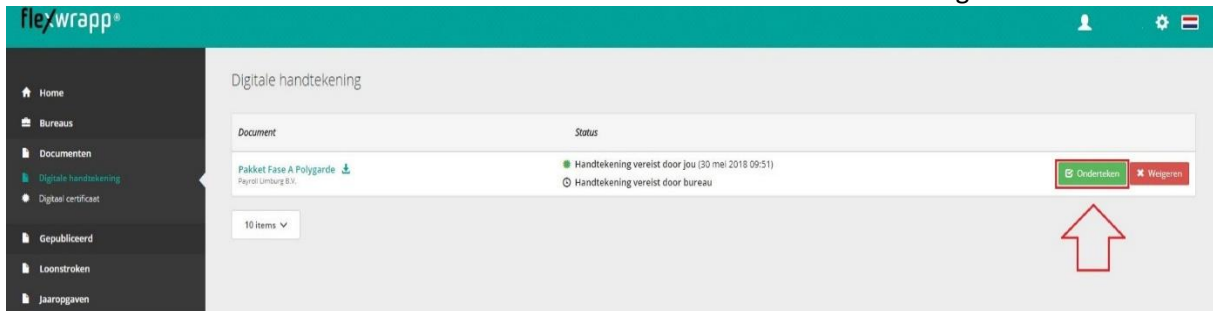 flexwrapp®
Home
Bureaus
Documenten
Digitale handtekening
Digitaal certificaat
Gepubliceerd
Loonstroken
Jaaropgaven
Digitale handtekening
Document Status
Pakket Fase A Polygarde
Payroll Limburg B.V.
Handtekening vereist door jou (30 mei 2018 09:51)
Handtekening vereist door bureau
Onderteken Weigeren
10 items